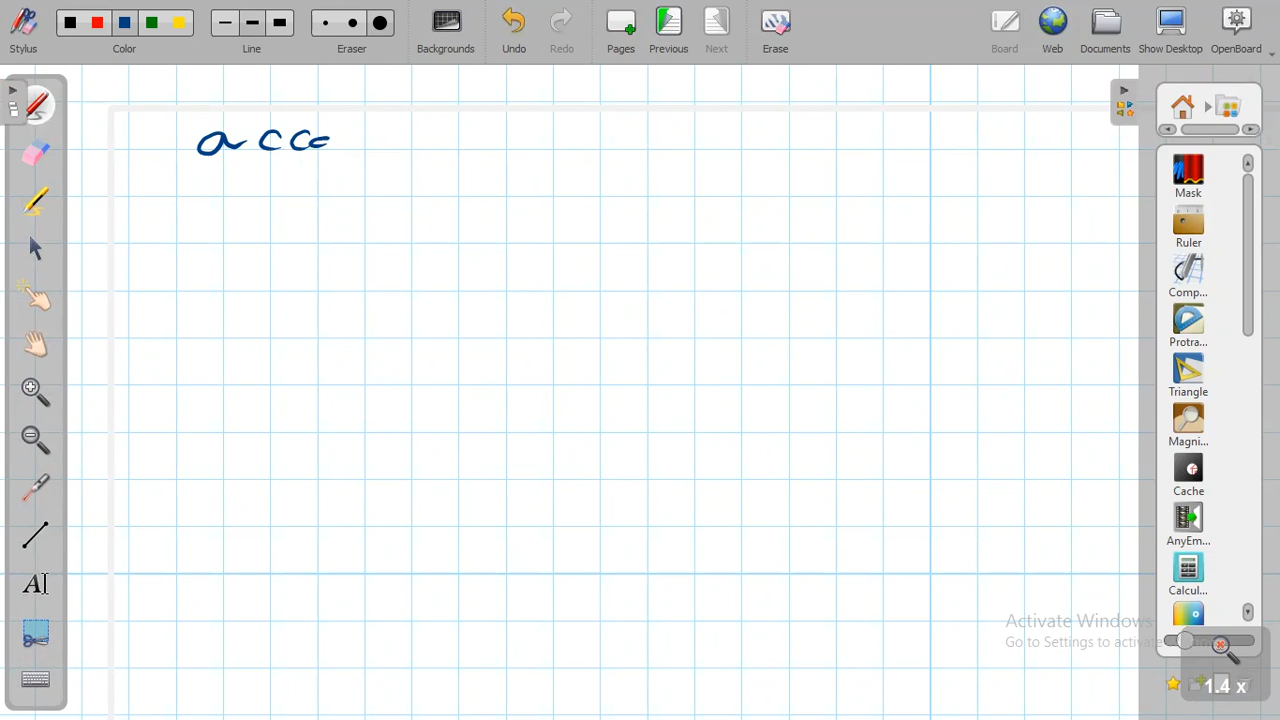 Stylus
Color
Line
Eraser
Backgrounds
Undo
Redo
Pages
Previous
Next
Erase
Board
Web
Documents
Show Desktop
OpenBoard
acce
Mask
Ruler
Comp...
Protra...
Triangle
Magni...
Cache
AnyEm...
Calcul...
Activate Windows
Go to Settings to activate
1.4 x